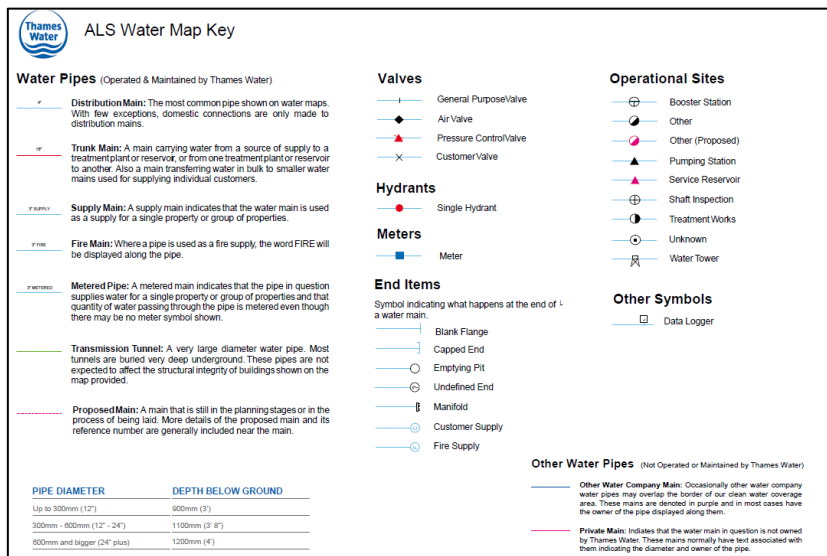 Thames
Water
ALS Water Map Key
Water Pipes (Operated & Maintained by Thames Water)
4"
Distribution Main: The most common pipe shown on water maps.
With few exceptions, domestic connections are only made to
distribution mains.
16"
Trunk Main: A main carrying water from a source of supply to a
treatment plant or reservoir, or from one treatment plant or reservoir
to another. Also a main transferring water in bulk to smaller water
mains used for supplying individual customers.
3" SUPPLY
Supply Main: A supply main indicates that the water main is used
as a supply for a single property or group of properties.
3" FIRE
Fire Main: Where a pipe is used as a fire supply, the word FIRE will
be displayed along the pipe.
3" METERED
Metered Pipe: A metered main indicates that the pipe in question
supplies water for a single property or group of properties and that
quantity of water passing through the pipe is metered even though
there may be no meter symbol shown.
Transmission Tunnel: A very large diameter water pipe. Most
tunnels are buried very deep underground. These pipes are not
expected to affect the structural integrity of buildings shown on the
map provided.
Proposed Main: A main that is still in the planning stages or in the
process of being laid. More details of the proposed main and its
reference number are generally included near the main.
PIPE DIAMETER DEPTH BELOW GROUND
Up to 300mm (12") 900mm (3')
300mm - 600mm (12" - 24") 1100mm (3' 8")
600mm and bigger (24" plus) 1200mm (4')
Valves
General PurposeValve
Air Valve
Pressure ControlValve
Customer Valve
Hydrants
Single Hydrant
Meters
Meter
End Items
Symbol indicating what happens at the end of
a water main.
Blank Flange
Capped End
Emptying Pit
Undefined End
Manifold
Customer Supply
Fire Supply
Operational Sites
Booster Station
Other
Other (Proposed)
Pumping Station
Service Reservoir
Shaft Inspection
Treatment Works
Unknown
Water Tower
Other Symbols
Data Logger
Other Water Pipes (Not Operated or Maintained by Thames Water)
Other Water Company Main: Occasionally other water company
water pipes may overlap the border of our clean water coverage
area. These mains are denoted in purple and in most cases have
the owner of the pipe displayed along them.
Private Main: Indiates that the water main in question is not owned
by Thames Water. These mains normally have text associated with
them indicating the diameter and owner of the pipe.